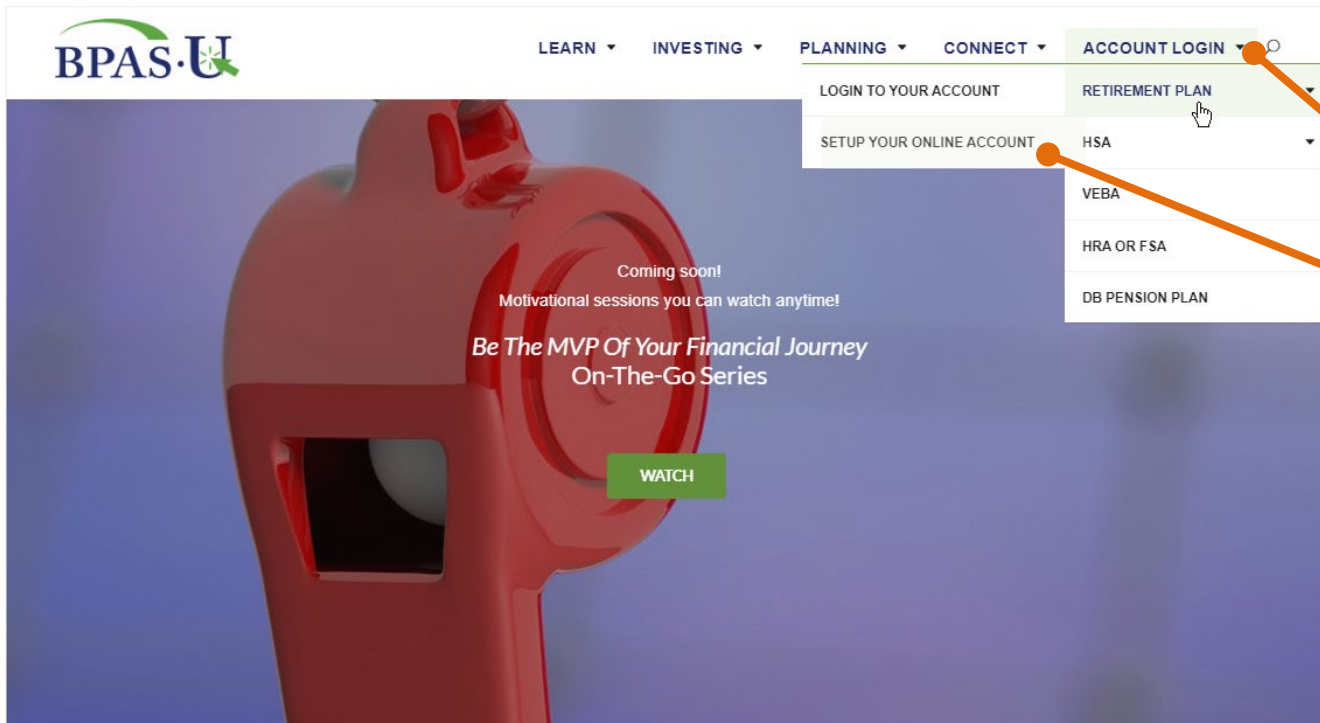 BPAS·U
LEARN INVESTING PLANNING CONNECT ACCOUNT LOGIN
LOGIN TO YOUR ACCOUNT
SETUP YOUR ONLINE ACCOUNT
RETIREMENT PLAN
HSA
VEBA
HRA OR FSA
DB PENSION PLAN
Coming soon!
Motivational sessions you can watch anytime!
Be The MVP Of Your Financial Journey
On-The-Go Series
WATCH